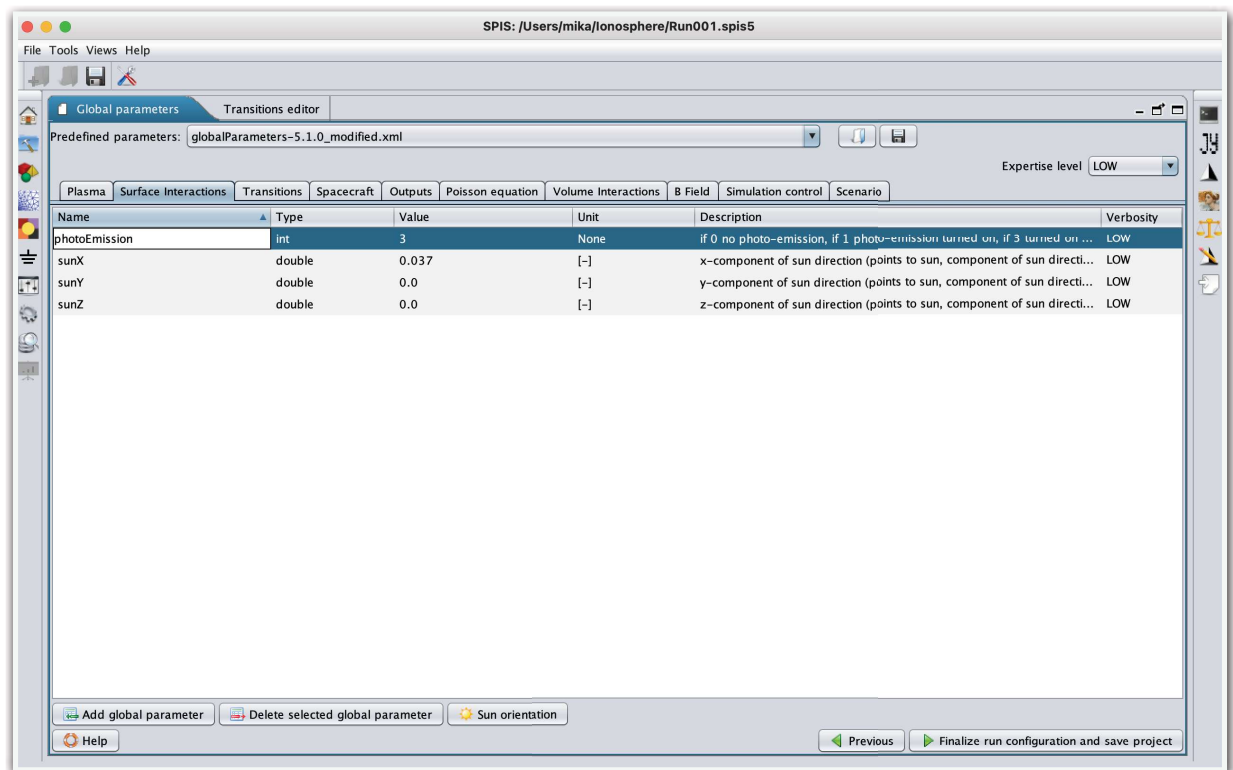 SPIS: /Users/mika/Ionosphere/Run001.spis5
File Tools Views Help
Global parameters Transitions editor
Predefined parameters: globalParameters-5.1.0_modified.xml
Expertise level LOW
Plasma Surface Interactions Transitions Spacecraft Outputs Poisson equation Volume Interactions B Field Simulation control Scenario
Name Type Value Unit Description Verbosity
photoEmission int 3 None if 0 no photo-emission, if 1 photo-emission turned on, if 3 turned on ... LOW
sunX double 0.037 [-] x-component of sun direction (points to sun, component of sun directi... LOW
sunY double 0.0 [-] y-component of sun direction (points to sun, component of sun directi... LOW
sunZ double 0.0 [-] z-component of sun direction (points to sun, component of sun directi... LOW
Add global parameter Delete selected global parameter Sun orientation
Help Previous Finalize run configuration and save project